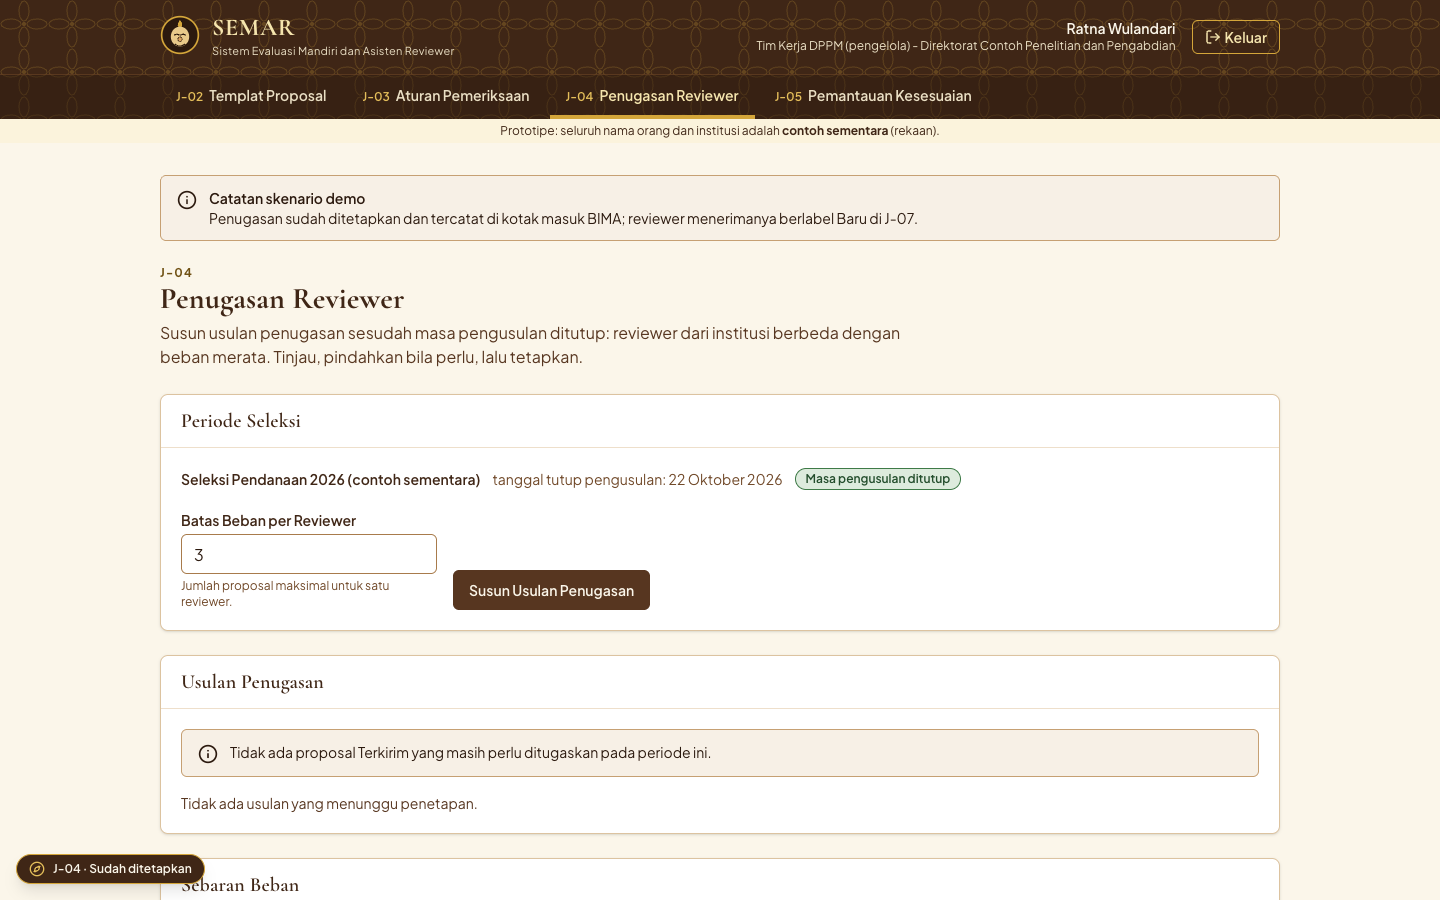 SEMAR
Sistem Evaluasi Mandiri dan Asisten Reviewer
Ratna Wulandari
Tim Kerja DPPM (pengelola) - Direktorat Contoh Penelitian dan Pengabdian
Keluar
J-02 Templat Proposal
J-03 Aturan Pemeriksaan
J-04 Penugasan Reviewer
J-05 Pemantauan Kesesuaian
Prototipe: seluruh nama orang dan institusi adalah contoh sementara (rekaan).
Catatan skenario demo
Penugasan sudah ditetapkan dan tercatat di kotak masuk BIMA; reviewer menerimanya berlabel Baru di J-07.
J-04
Penugasan Reviewer
Susun usulan penugasan sesudah masa pengusulan ditutup: reviewer dari institusi berbeda dengan
beban merata. Tinjau, pindahkan bila perlu, lalu tetapkan.
Periode Seleksi
Seleksi Pendanaan 2026 (contoh sementara) tanggal tutup pengusulan: 22 Oktober 2026 Masa pengusulan ditutup
Batas Beban per Reviewer
3
Jumlah proposal maksimal untuk satu
reviewer.
Susun Usulan Penugasan
Usulan Penugasan
Tidak ada proposal Terkirim yang masih perlu ditugaskan pada periode ini.
Tidak ada usulan yang menunggu penetapan.
J-04 · Sudah ditetapkan
Sebaran Beban